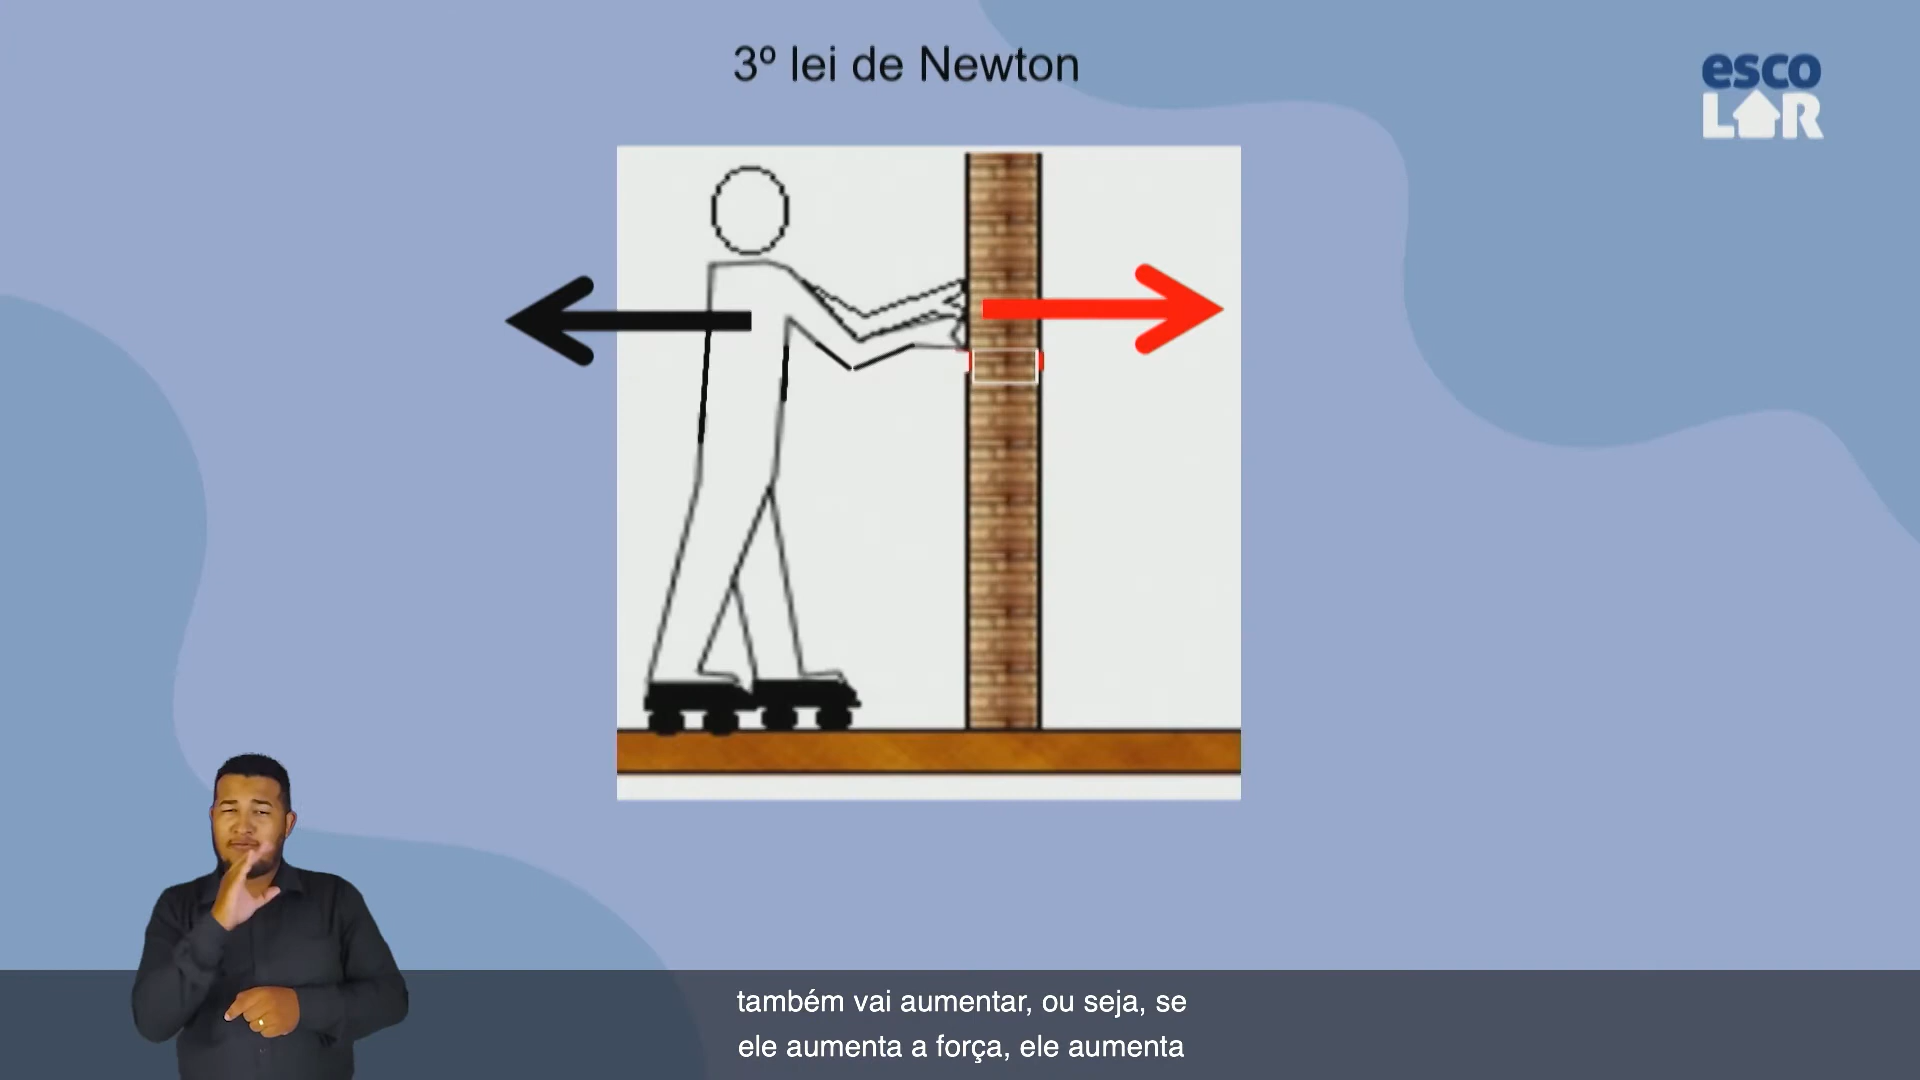 3º lei de Newton
esco
LAR
também vai aumentar, ou seja, se
ele aumenta a força, ele aumenta